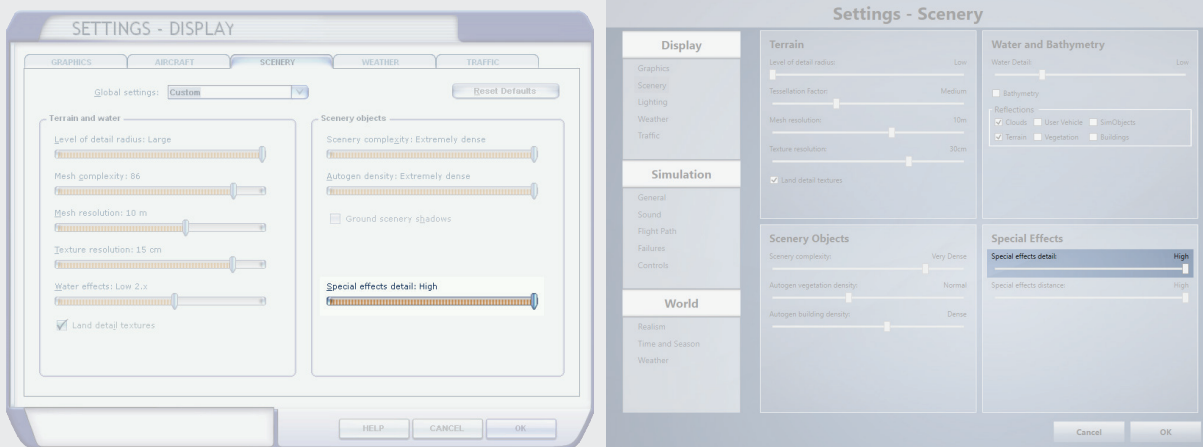 SETTINGS - DISPLAY
GRAPHICS AIRCRAFT SCENERY WEATHER TRAFFIC
Global settings: Custom Reset Defaults
Terrain and water
Level of detail radius: Large
Mesh complexity: 86
Mesh resolution: 10 m
Texture resolution: 15 cm
Water effects: Low 2.x
Land detail textures
Scenery objects
Scenery complexity: Extremely dense
Autogen density: Extremely dense
Ground scenery shadows
Special effects detail: High
HELP CANCEL OK
Settings - Scenery
Display
Graphics
Scenery
Lighting
Weather
Traffic
Simulation
General
Sound
Flight Path
Failures
Controls
World
Realism
Time and Season
Weather
Terrain
Level of detail radius: Low
Tessellation Factor: Medium
Mesh resolution: 10m
Texture resolution: 30cm
Land detail textures
Water and Bathymetry
Water Detail: Low
Bathymetry
Reflections
Clouds User Vehicle SimObjects
Terrain Vegetation Buildings
Scenery Objects
Scenery complexity: Very Dense
Autogen vegetation density: Normal
Autogen building density: Dense
Special Effects
Special effects detail: High
Special effects distance: High
Cancel OK